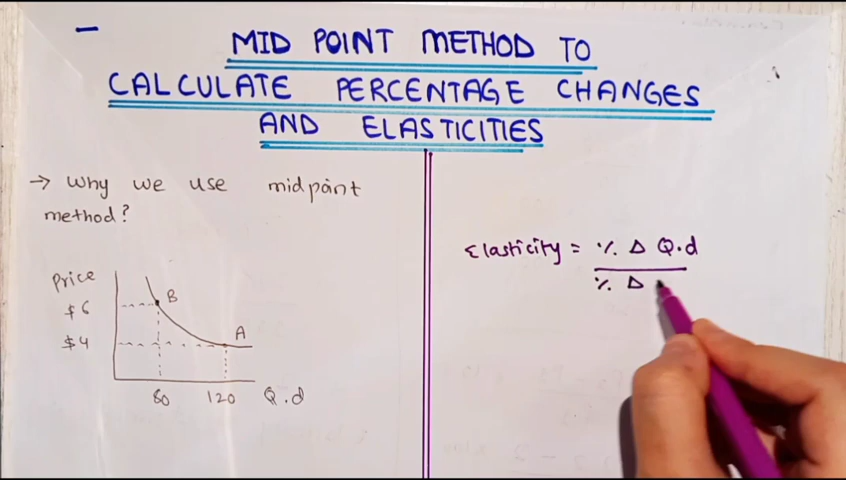 MID POINT METHOD TO
CALCULATE PERCENTAGE CHANGES
AND ELASTICITIES
→ Why we use midpoint
method?
Elasticity = % Δ Q.d
% Δ
Price
$6
B
$4
A
80 120 Q.d